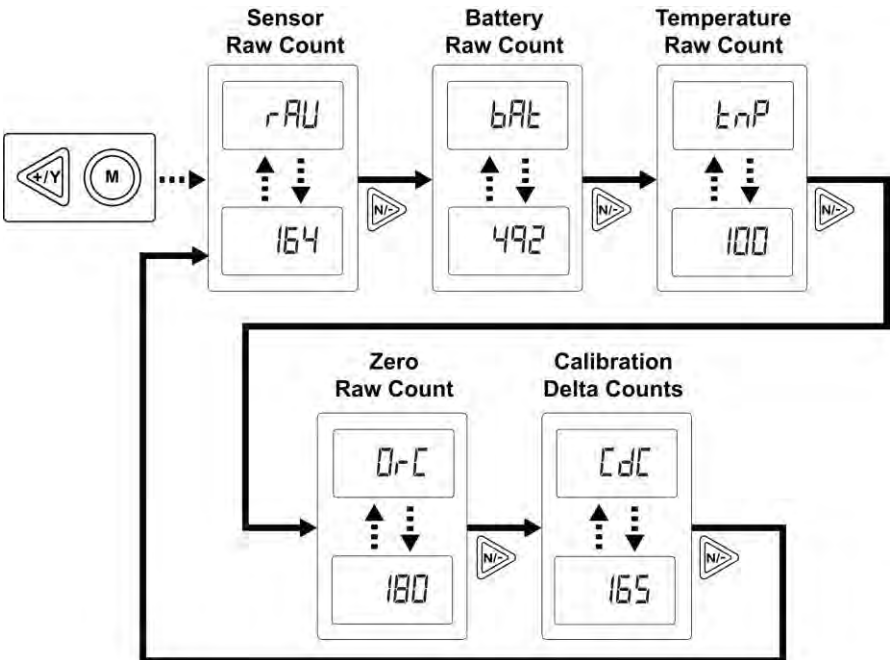 Sensor
Raw Count
Battery
Raw Count
Temperature
Raw Count
rAU
bAt
tnP
+/Y
M
N/-
N/-
N/-
164
492
100
Zero
Raw Count
Calibration
Delta Counts
0rC
CdC
N/-
N/-
180
165